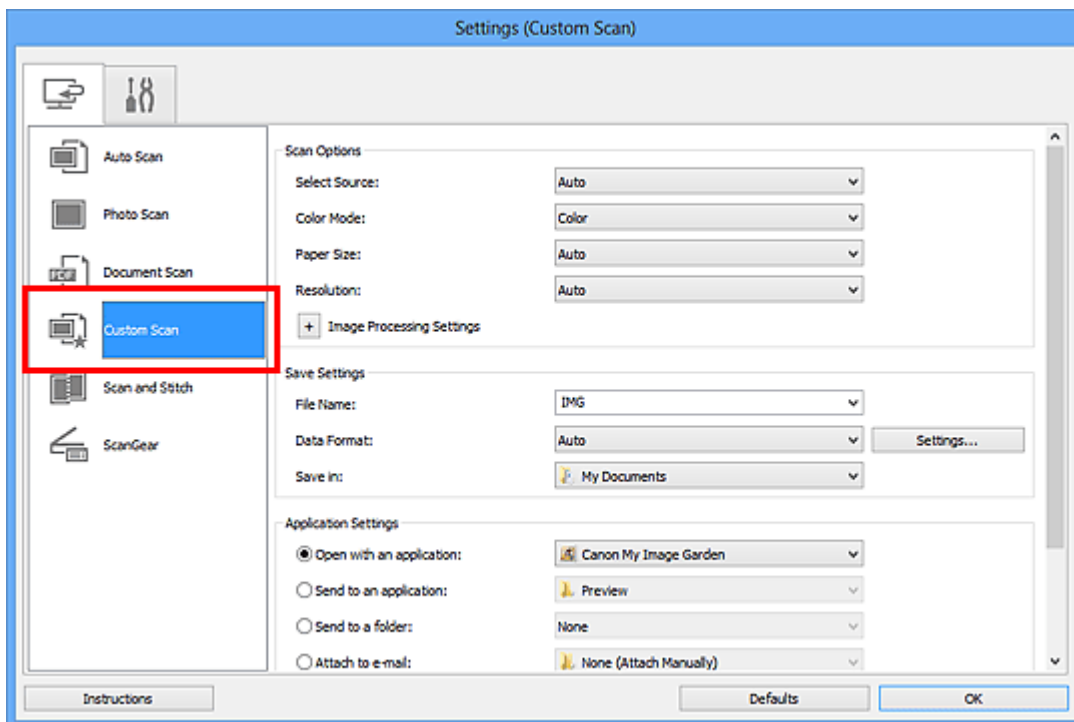 Settings (Custom Scan)
Auto Scan
Photo Scan
Document Scan
Custom Scan
Scan and Stitch
ScanGear
Scan Options
Select Source: Auto
Color Mode: Color
Paper Size: Auto
Resolution: Auto
+ Image Processing Settings
Save Settings
File Name: IMG
Data Format: Auto Settings...
Save in: My Documents
Application Settings
Open with an application: Canon My Image Garden
Send to an application: Preview
Send to a folder: None
Attach to e-mail: None (Attach Manually)
Instructions Defaults OK